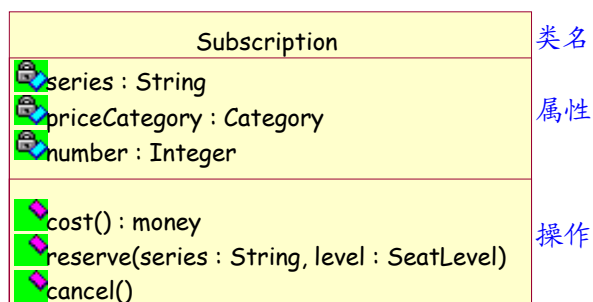 Subscription
类名
series : String
priceCategory : Category
属性
number : Integer
cost() : money
操作
reserve(series : String, level : SeatLevel)
cancel()